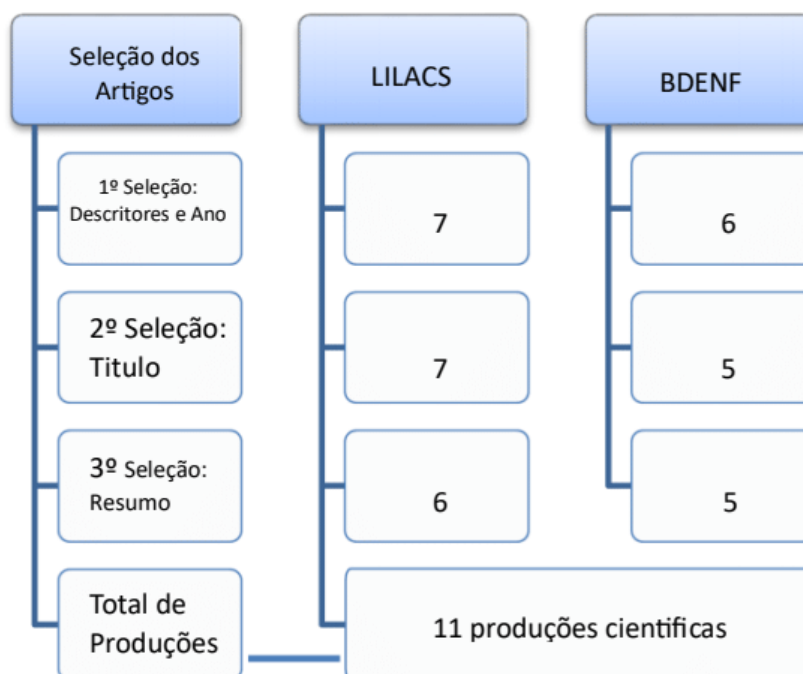 Seleção dos
Artigos
LILACS
BDENF
1º Seleção:
Descritores e Ano
7
6
2º Seleção:
Titulo
7
5
3º Seleção:
Resumo
6
5
Total de
Produções
11 produções científicas